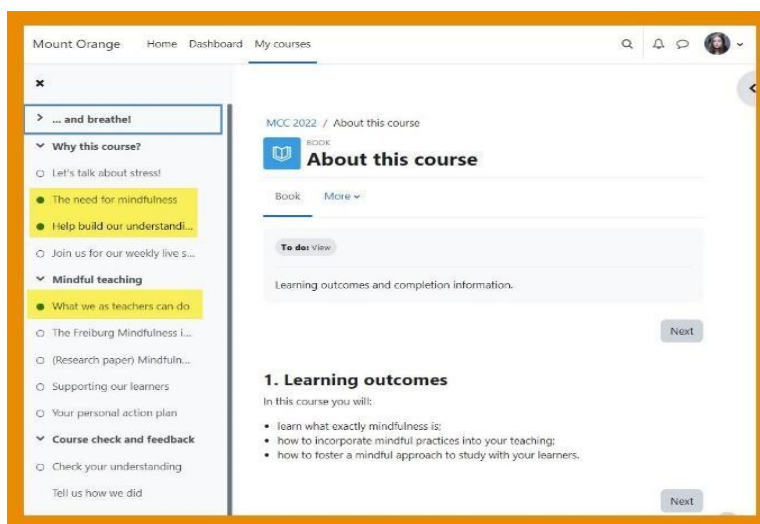 Mount Orange Home Dashboard My courses
... and breathe!
Why this course?
Let's talk about stress!
The need for mindfulness
Help build our understandi...
Join us for our weekly live s...
Mindful teaching
What we as teachers can do
The Freiburg Mindfulness i...
(Research paper) Mindfuln...
Supporting our learners
Your personal action plan
Course check and feedback
Check your understanding
Tell us how we did
MCC 2022 / About this course
BOOK
About this course
Book More
To do: View
Learning outcomes and completion information.
Next
1. Learning outcomes
In this course you will:
• learn what exactly mindfulness is;
• how to incorporate mindful practices into your teaching;
• how to foster a mindful approach to study with your learners.
Next